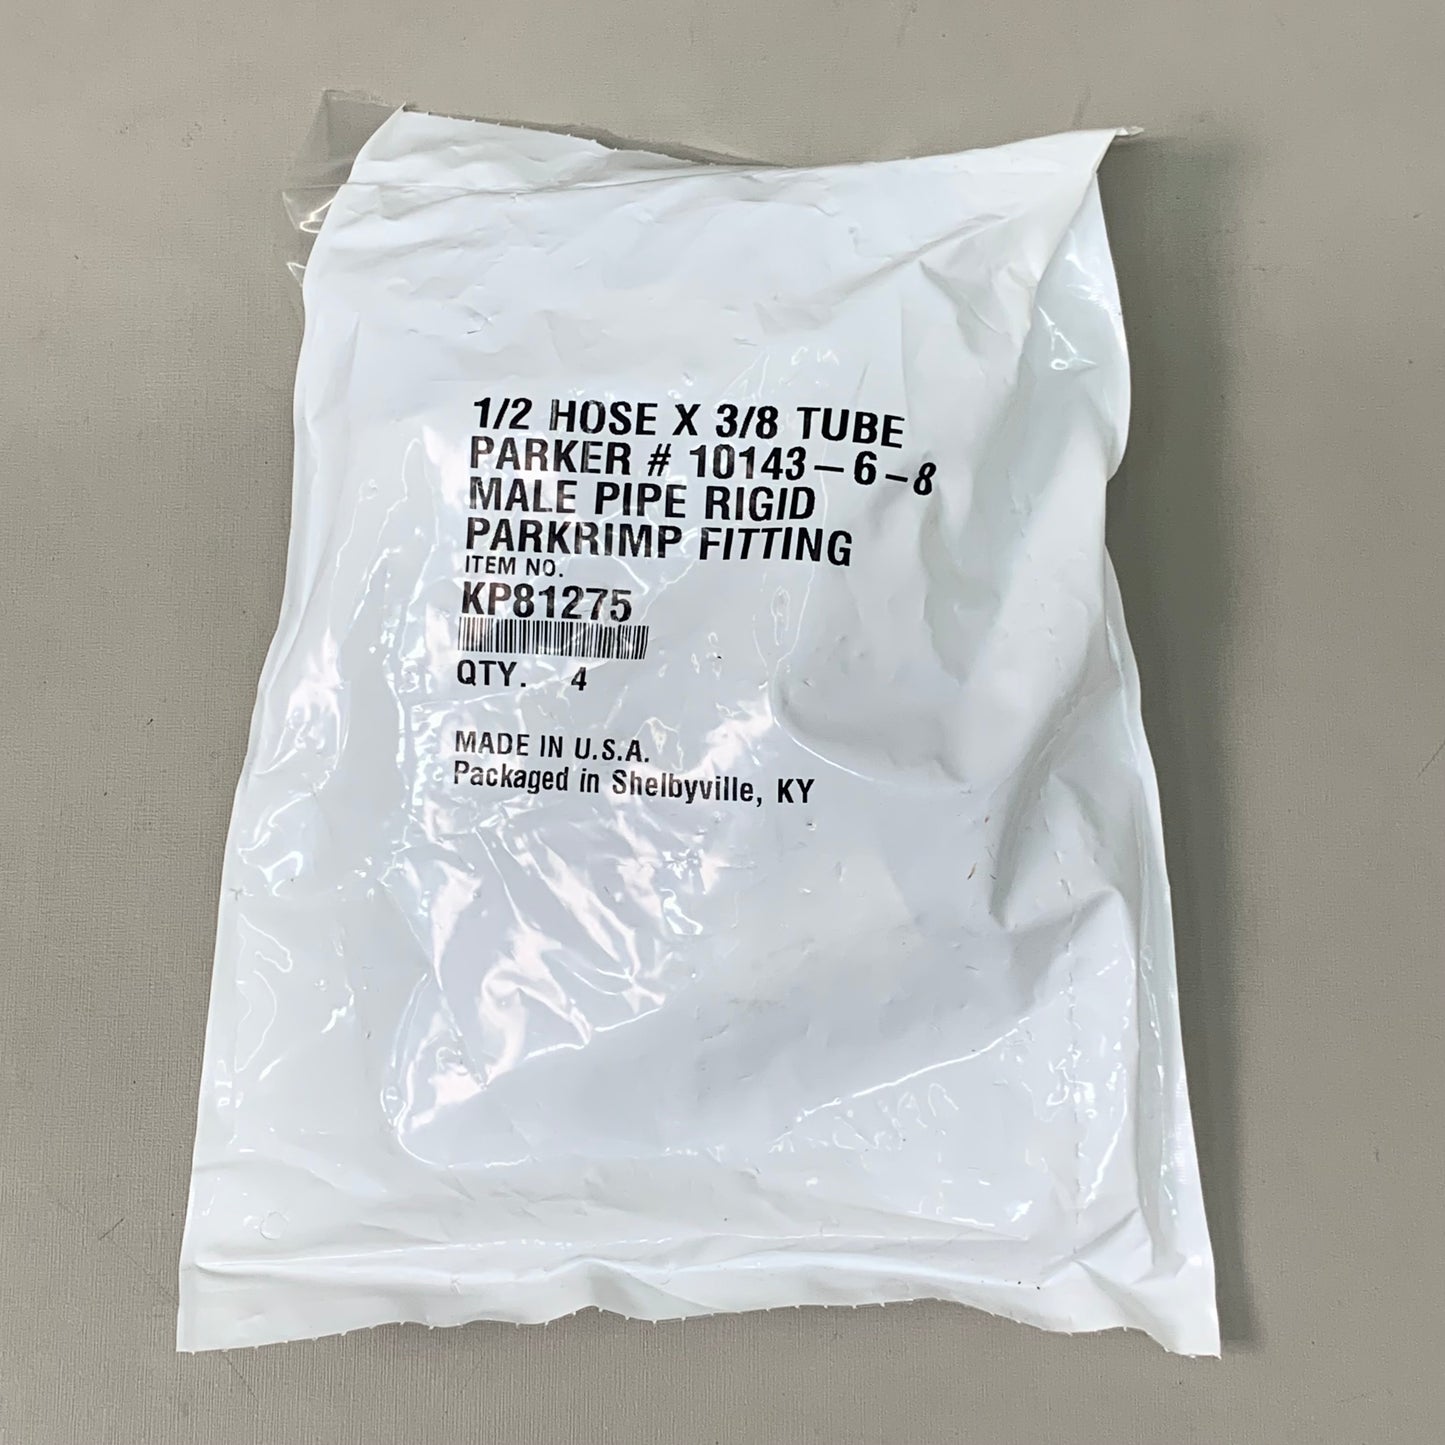 1/2 HOSE X 3/8 TUBE
PARKER # 10143-6-8
MALE PIPE RIGID
PARKRIMP FITTING
ITEM NO.
KP81275
QTY. 4
MADE IN U.S.A.
Packaged in Shelbyville, KY